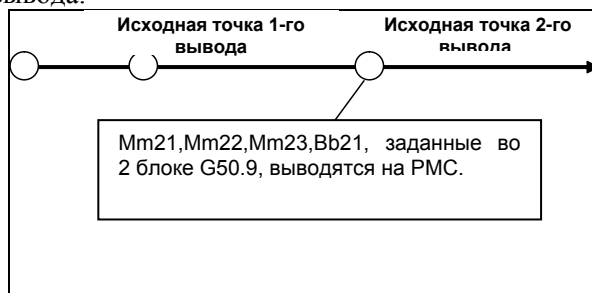 вывода.
Исходная точка 1-го
вывода
Исходная точка 2-го
вывода
Mm21,Mm22,Mm23,Bb21, заданные во
2 блоке G50.9, выводятся на PMC.